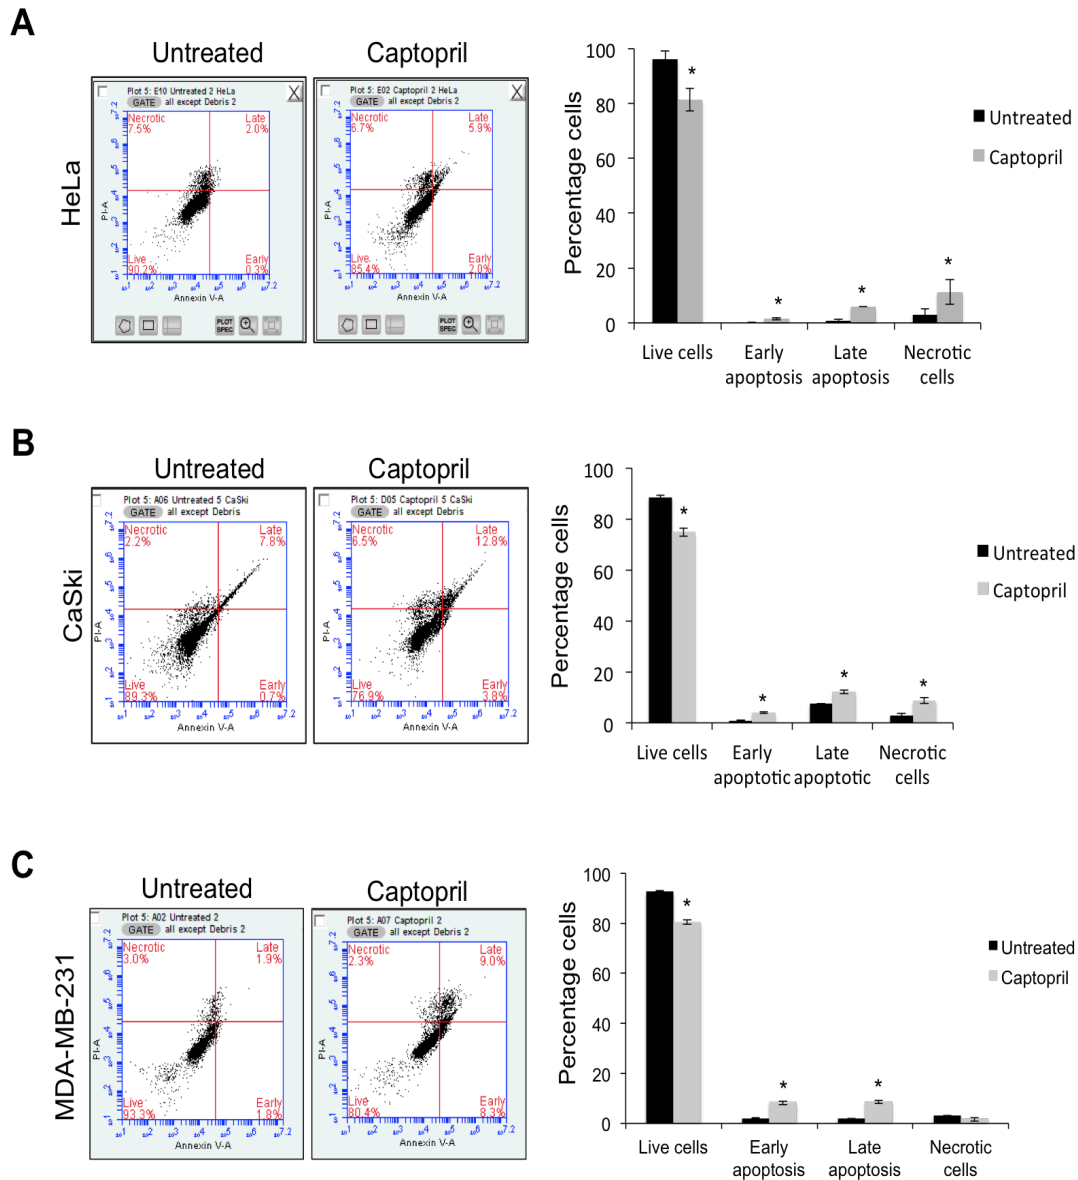 A
Untreated
Captopril
HeLa
Plot 5: E10 Untreated 2 HeLa
GATE all except Debris 2
Necrotic
7.5%
Late
2.0%
Live
90.2%
Early
0.3%
PI-A
Annexin V-A
PLOT
SPEC
Plot 5: E02 Captopril 2 HeLa
GATE all except Debris 2
Necrotic
6.7%
Late
5.9%
Live
85.4%
Early
2.0%
PI-A
Annexin V-A
PLOT
SPEC
Percentage cells
100
80
60
40
20
0
* * * *
Live cells
Early
apoptosis
Late
apoptosis
Necrotic
cells
Untreated
Captopril
B
Untreated
Captopril
CaSki
Plot 5: A06 Untreated 5 CaSki
GATE all except Debris
Necrotic
2.2%
Late
7.8%
Live
89.3%
Early
0.7%
PI-A
Annexin V-A
Plot 5: D05 Captopril 5 CaSki
GATE all except Debris
Necrotic
6.5%
Late
12.8%
Live
76.9%
Early
3.8%
PI-A
Annexin V-A
Percentage cells
100
80
60
40
20
0
* * * *
Live cells
Early
apoptotic
Late
apoptotic
Necrotic
cells
Untreated
Captopril
C
Untreated
Captopril
MDA-MB-231
Plot 5: A02 Untreated 2
GATE all except Debris 2
Necrotic
3.0%
Late
1.9%
Live
93.3%
Early
1.8%
PI-A
Annexin V-A
Plot 5: A07 Captopril 2
GATE all except Debris 2
Necrotic
2.3%
Late
9.0%
Live
80.4%
Early
8.3%
PI-A
Annexin V-A
Percentage cells
100
80
60
40
20
0
* * *
Live cells
Early
apoptosis
Late
apoptosis
Necrotic
cells
Untreated
Captopril